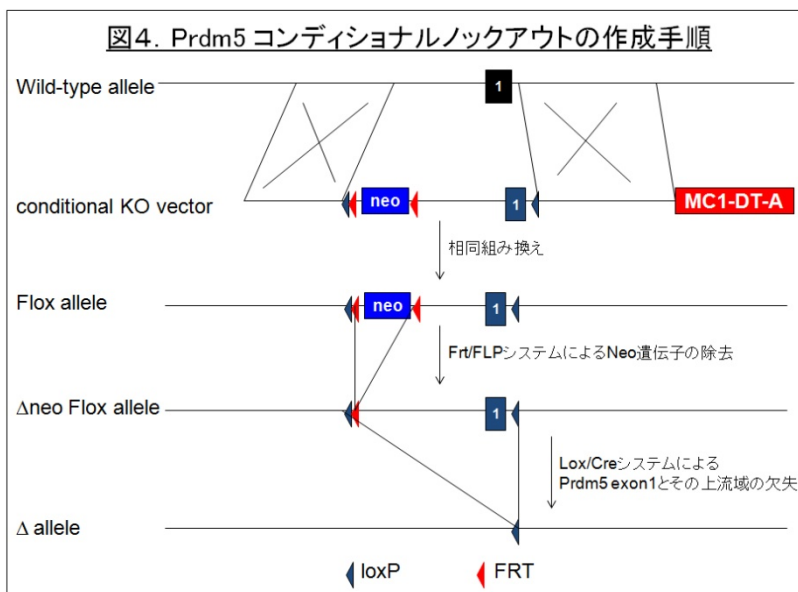 図４．Prdm5 コンディショナルノックアウトの作成手順
Wild-type allele
1
conditional KO vector
neo
1
MC1-DT-A
相同組み換え
Flox allele
neo
1
Frt/FLPシステムによるNeo遺伝子の除去
Δneo Flox allele
1
Lox/Creシステムによる
Prdm5 exon1とその上流域の欠失
Δ allele
loxP
FRT